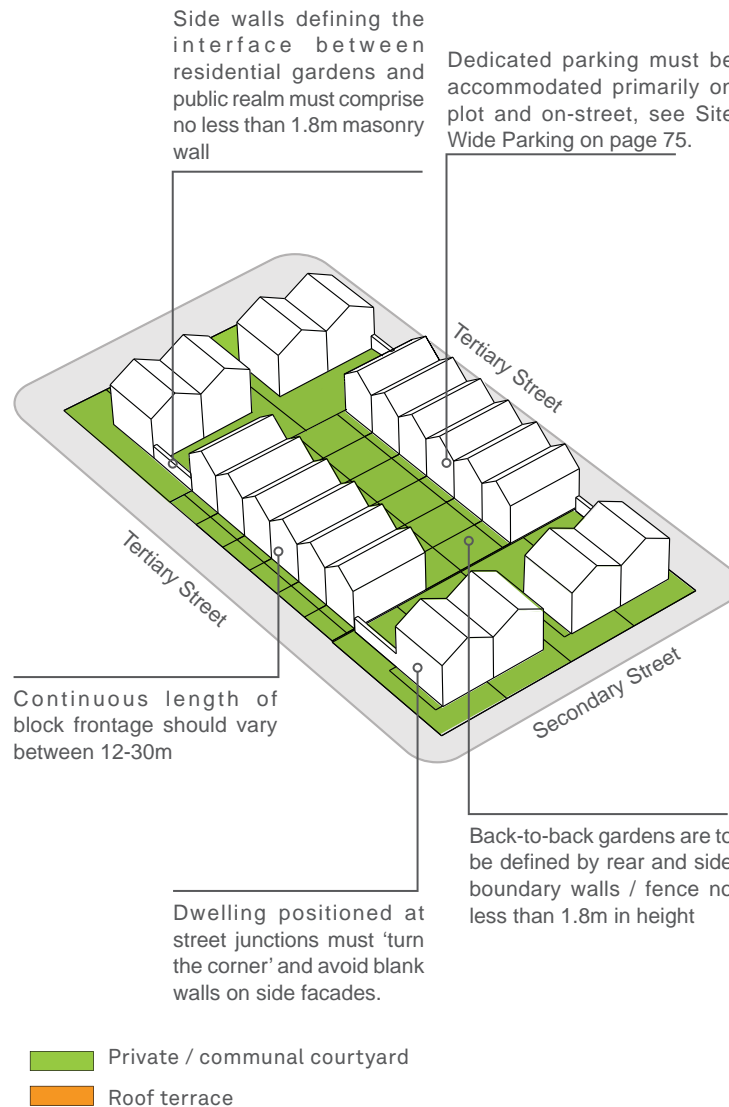 Side walls defining the
interface between
residential gardens and
public realm must comprise
no less than 1.8m masonry
wall
Dedicated parking must be
accommodated primarily on
plot and on-street, see Site
Wide Parking on page 75.
Tertiary Street
Tertiary Street
Secondary Street
Continuous length of
block frontage should vary
between 12-30m
Back-to-back gardens are to
be defined by rear and side
boundary walls / fence no
less than 1.8m in height
Dwelling positioned at
street junctions must ‘turn
the corner’ and avoid blank
walls on side facades.
Private / communal courtyard
Roof terrace